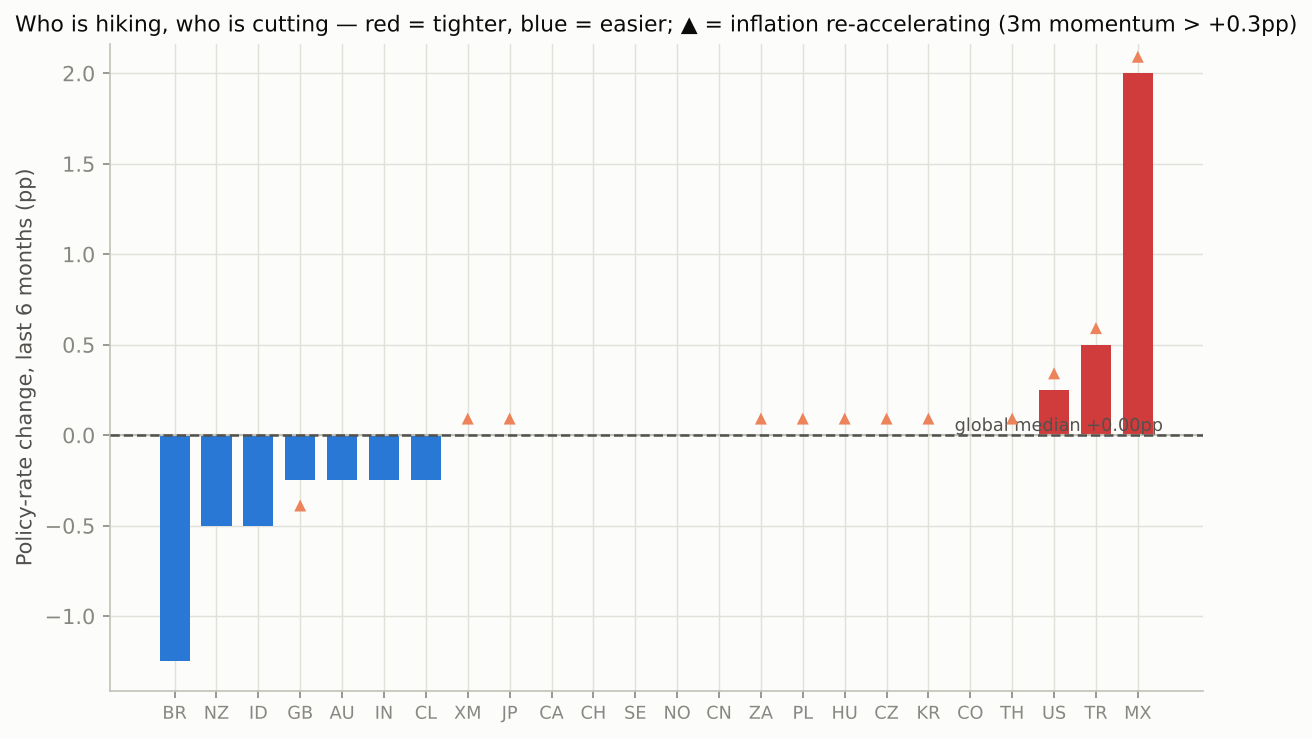 Who is hiking, who is cutting — red = tighter, blue = easier; ▲ = inflation re-accelerating (3m momentum > +0.3pp)
Policy-rate change, last 6 months (pp)
2.0
1.5
1.0
0.5
0.0
−0.5
−1.0
global median +0.00pp
BR NZ ID GB AU IN CL XM JP CA CH SE NO CN ZA PL HU CZ KR CO TH US TR MX